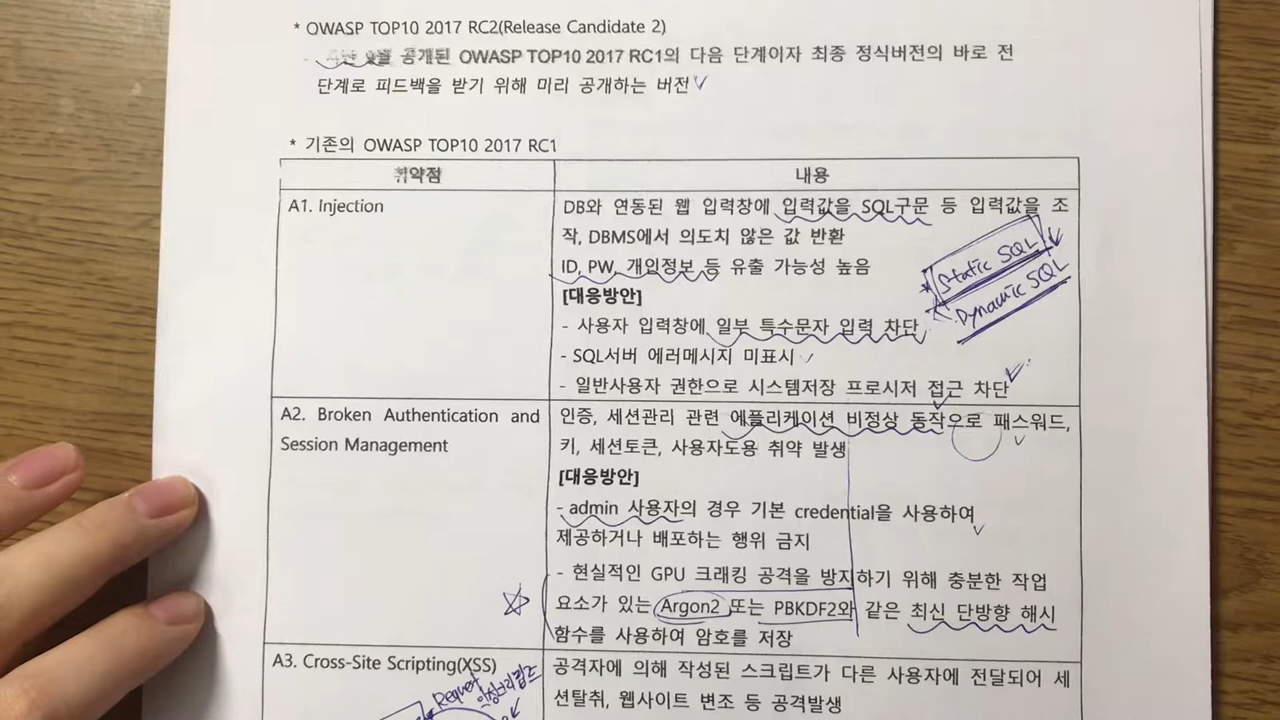 * OWASP TOP10 2017 RC2(Release Candidate 2)
- 공개된 OWASP TOP10 2017 RC1의 다음 단계이자 최종 정식버전의 바로 전
단계로 피드백을 받기 위해 미리 공개하는 버전
* 기존의 OWASP TOP10 2017 RC1
취약점
내용
A1. Injection
DB와 연동된 웹 입력창에 입력값을 SQL구문 등 입력값을 조
작, DBMS에서 의도치 않은 값 반환
ID, PW, 개인정보 등 유출 가능성 높음
[대응방안]
- 사용자 입력창에 일부 특수문자 입력 차단
- SQL서버 에러메시지 미표시
- 일반사용자 권한으로 시스템저장 프로시저 접근 차단
* Static SQL
* Dynamic SQL
A2. Broken Authentication and
Session Management
인증, 세션관리 관련 에플리케이션 비정상 동작으로 패스워드,
키, 세션토큰, 사용자도용 취약 발생
[대응방안]
- admin 사용자의 경우 기본 credential을 사용하여
제공하거나 배포하는 행위 금지
- 현실적인 GPU 크래킹 공격을 방지하기 위해 충분한 작업
요소가 있는 Argon2 또는 PBKDF2와 같은 최신 단방향 해시
함수를 사용하여 암호를 저장
A3. Cross-Site Scripting(XSS)
Request
공격자에 의해 작성된 스크립트가 다른 사용자에 전달되어 세
션탈취, 웹사이트 변조 등 공격발생